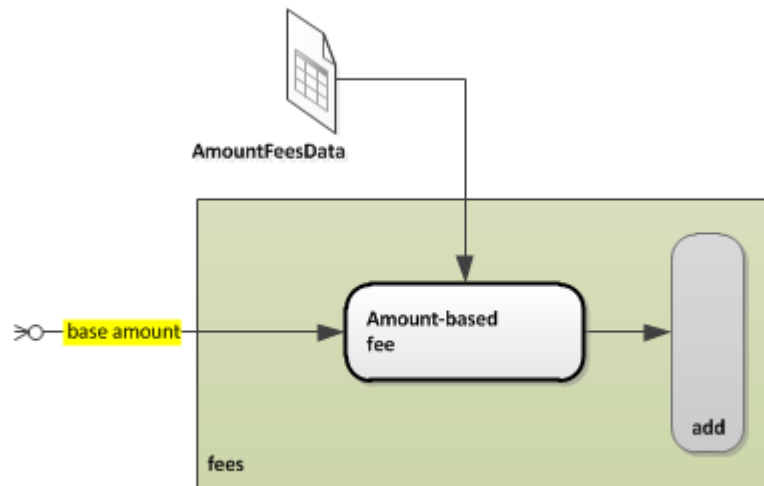 AmountFeesData
base amount
Amount-based
fee
add
fees